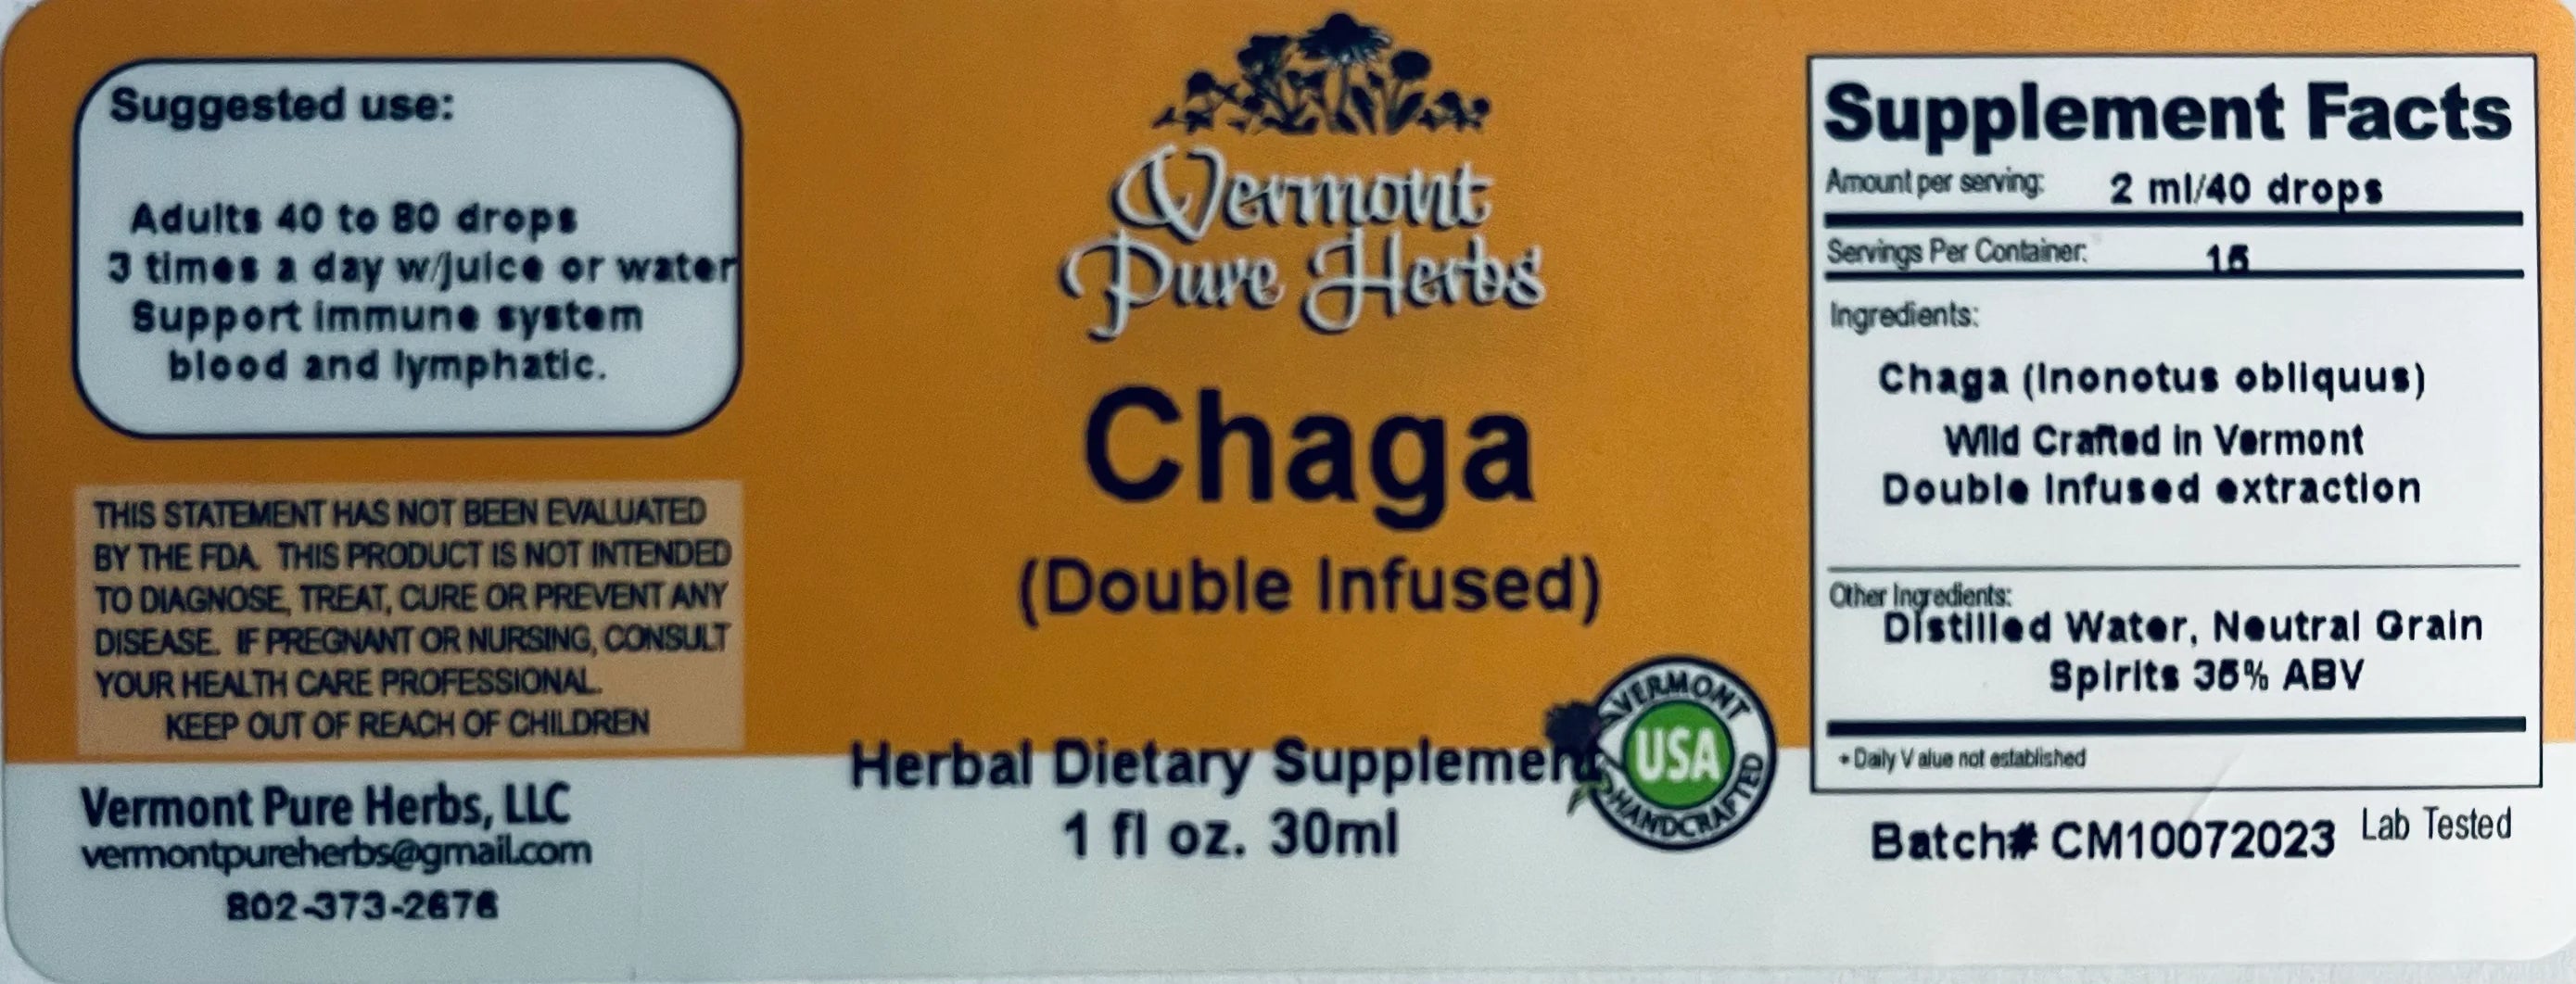 Suggested use:
Adults 40 to 80 drops
3 times a day w/juice or water
Support immune system
blood and lymphatic.
THIS STATEMENT HAS NOT BEEN EVALUATED
BY THE FDA. THIS PRODUCT IS NOT INTENDED
TO DIAGNOSE, TREAT, CURE OR PREVENT ANY
DISEASE. IF PREGNANT OR NURSING, CONSULT
YOUR HEALTH CARE PROFESSIONAL.
KEEP OUT OF REACH OF CHILDREN
Vermont Pure Herbs, LLC
vermontpureherbs@gmail.com
802-373-2676
Vermont
Pure Herbs
Chaga
(Double Infused)
Herbal Dietary Supplement
1 fl oz. 30ml
VERMONT
USA
HANDCRAFTED
Supplement Facts
Amount per serving: 2 ml/40 drops
Servings Per Container: 15
Ingredients:
Chaga (Inonotus obliquus)
Wild Crafted in Vermont
Double Infused extraction
Other Ingredients:
Distilled Water, Neutral Grain
Spirits 35% ABV
+ Daily Value not established
Batch# CM10072023 Lab Tested